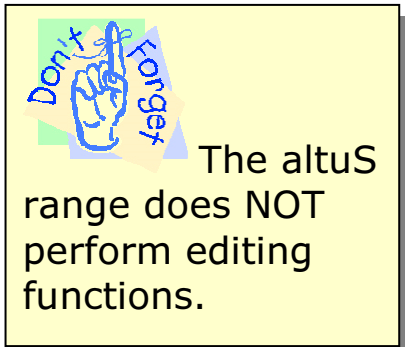 Don't Forget
The altuS
range does NOT
perform editing
functions.